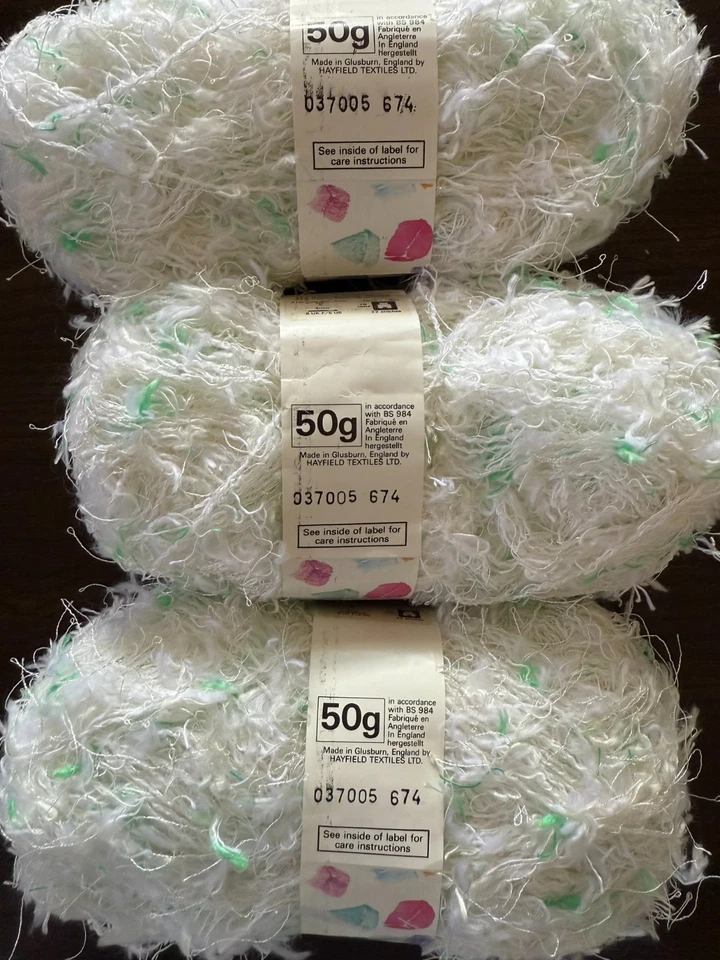 50g
in accordance
with BS 984
Fabriqué en
Angleterre
In England
hergestellt
Made in Glusburn, England by
HAYFIELD TEXTILES LTD.
037005 674
See inside of label for
care instructions
50g
in accordance
with BS 984
Fabriqué en
Angleterre
In England
hergestellt
Made in Glusburn, England by
HAYFIELD TEXTILES LTD.
037005 674
See inside of label for
care instructions
50g
in accordance
with BS 984
Fabriqué en
Angleterre
In England
hergestellt
Made in Glusburn, England by
HAYFIELD TEXTILES LTD.
037005 674
See inside of label for
care instructions